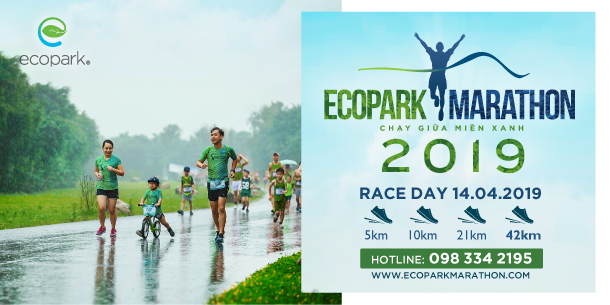 ecopark®
ECOPARK MARATHON
CHẠY GIỮA MIỀN XANH
2019
RACE DAY 14.04.2019
5km 10km 21km 42km
HOTLINE: 098 334 2195
WWW.ECOPARKMARATHON.COM